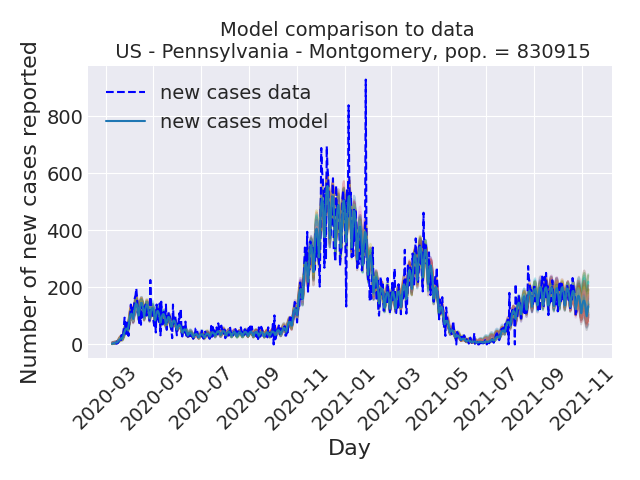 Model comparison to data
US - Pennsylvania - Montgomery, pop. = 830915
Number of new cases reported
800
600
400
200
0
new cases data
new cases model
2020-03
2020-05
2020-07
2020-09
2020-11
2021-01
2021-03
2021-05
2021-07
2021-09
2021-11
Day